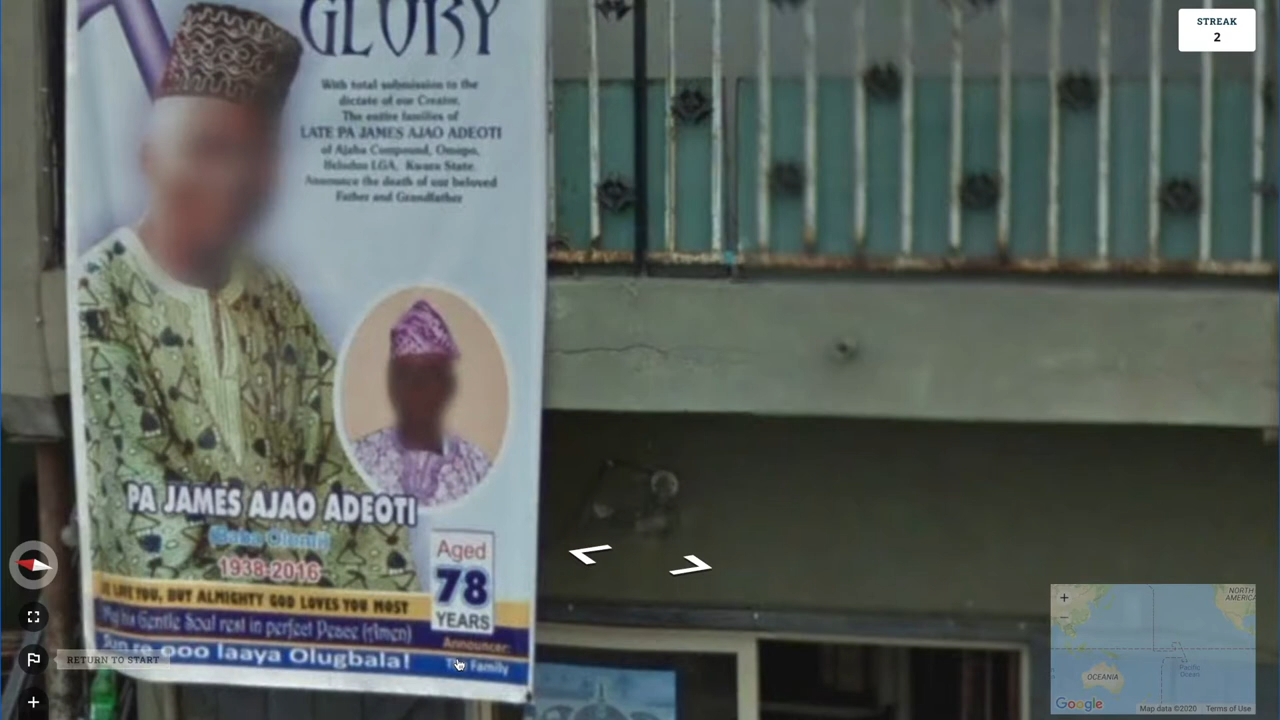 GLORY
STREAK
2
With total submission to the
dictate of our Creator,
The entire families of
LATE PA JAMES AJAO ADEOTI
of Ajaba Compound, Omupo,
Ifelodun LGA, Kwara State.
Announce the death of our beloved
Father and Grandfather
PA JAMES AJAO ADEOTI
1938-2016
Aged
78
YEARS
LOVE YOU, BUT ALMIGHTY GOD LOVES YOU MOST
May his Gentle Soul rest in perfect Peace (Amen)
Sun re ooo laaya Olugbala!
Announcer:
The Family
RETURN TO START
NORTH
AMERICA
OCEANIA
Pacific
Ocean
Google
Map data ©2020
Terms of Use